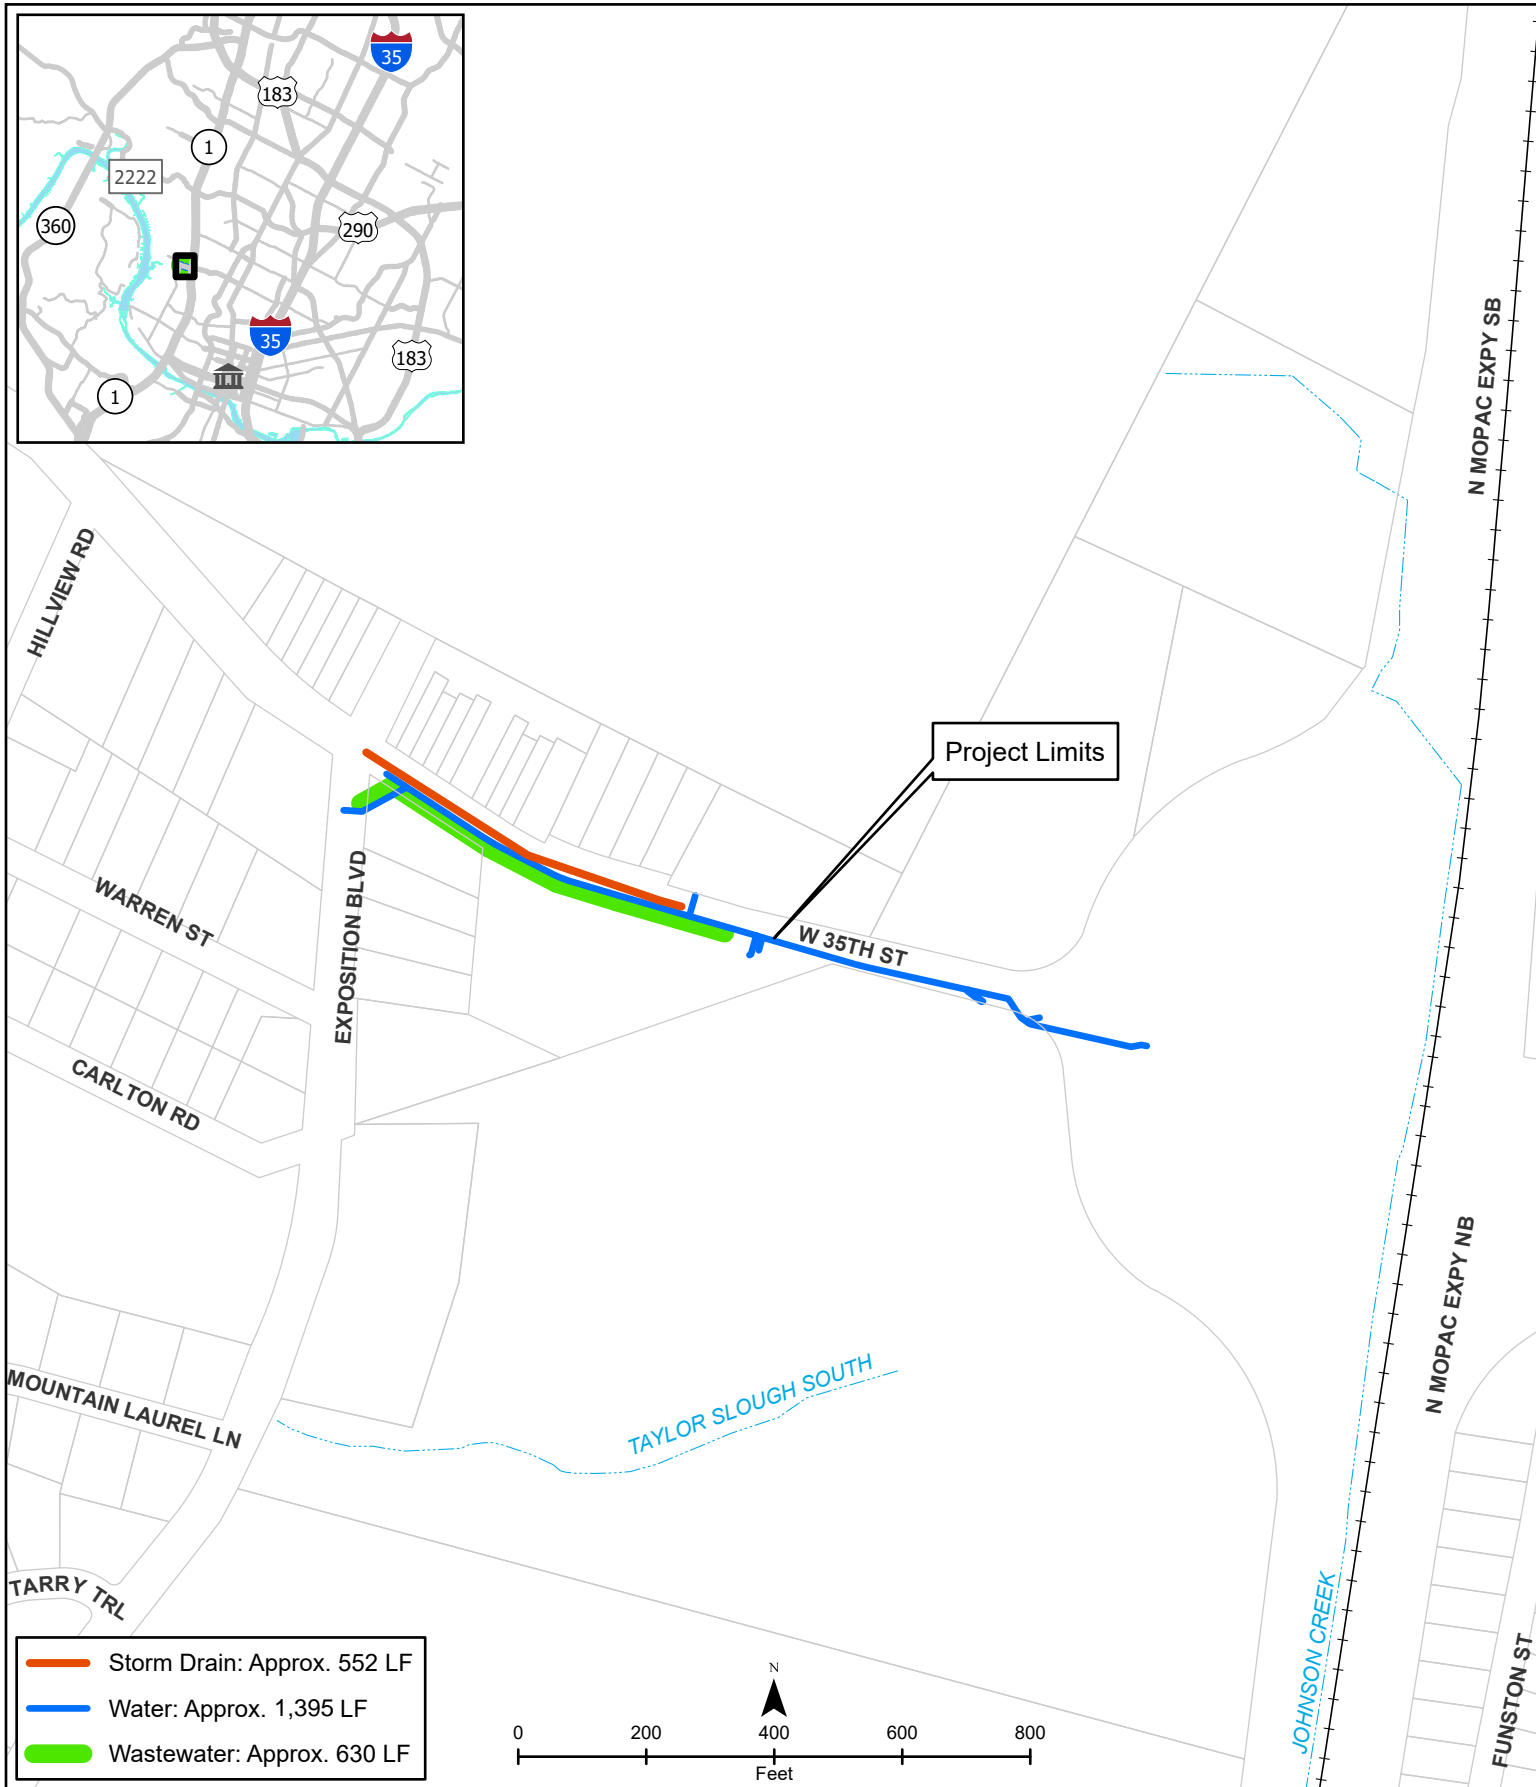 35
183
1
2222
360
290
35
183
1
N MOPAC EXPY SB
HILLVIEW RD
Project Limits
W 35TH ST
EXPOSITION BLVD
WARREN ST
CARLTON RD
N MOPAC EXPY NB
TAYLOR SLOUGH SOUTH
MOUNTAIN LAUREL LN
TARRY TRL
JOHNSON CREEK
FUNSTON ST
Storm Drain: Approx. 552 LF
Water: Approx. 1,395 LF
Wastewater: Approx. 630 LF
N
0 200 400 600 800
Feet